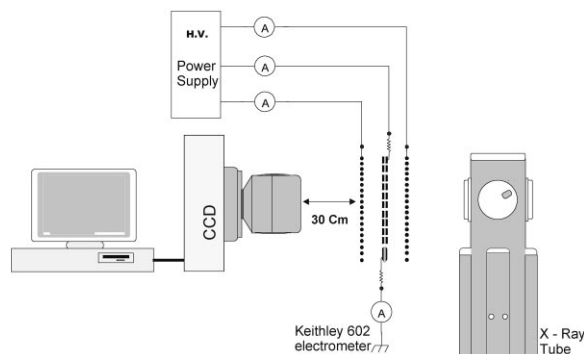 H.V.
Power
Supply
A
A
A
CCD
30 Cm
A
Keithley 602
electrometer
X - Ray
Tube